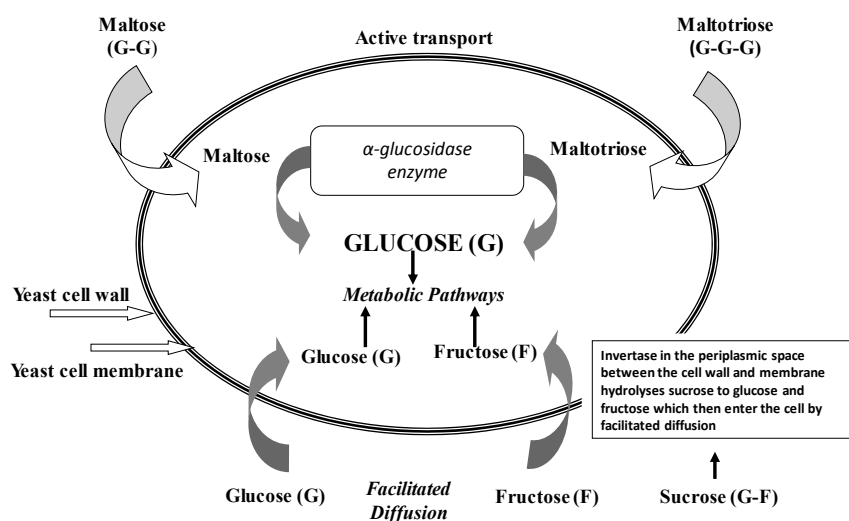 Maltose
(G-G)
Active transport
Maltotriose
(G-G-G)
Maltose
α-glucosidase
enzyme
Maltotriose
GLUCOSE (G)
Metabolic Pathways
Yeast cell wall
Yeast cell membrane
Glucose (G)
Fructose (F)
Invertase in the periplasmic space
between the cell wall and membrane
hydrolyses sucrose to glucose and
fructose which then enter the cell by
facilitated diffusion
Glucose (G)
Facilitated
Diffusion
Fructose (F)
Sucrose (G-F)